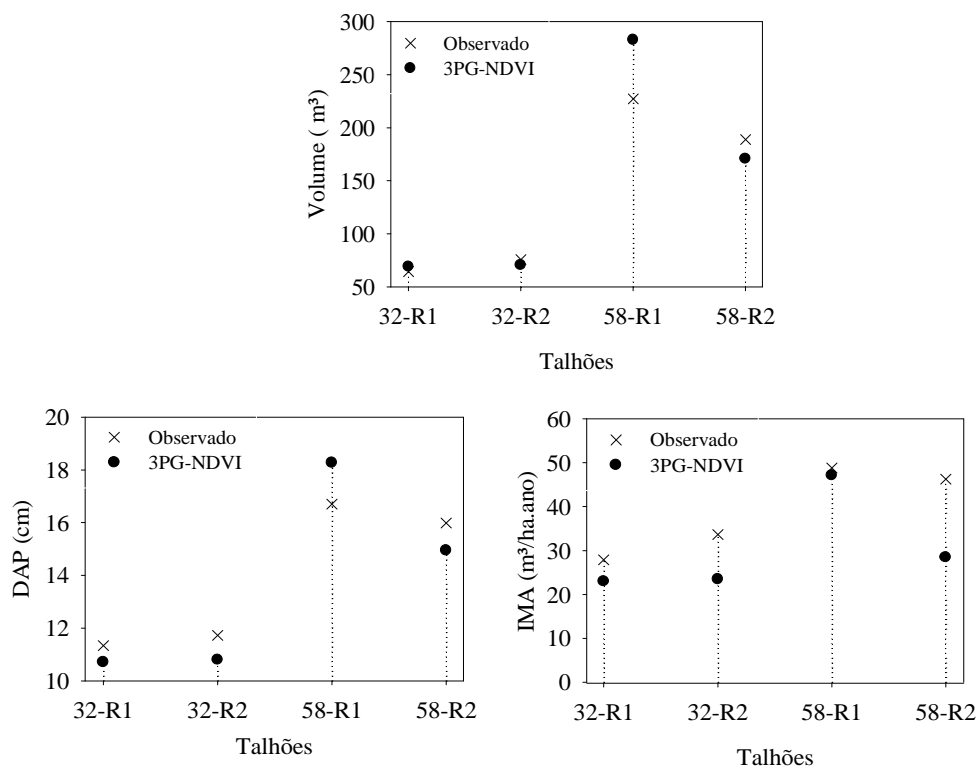 Volume ( m³)
300
250
200
150
100
50
Observado
3PG-NDVI
32-R1 32-R2 58-R1 58-R2
Talhões
DAP (cm)
20
18
16
14
12
10
Observado
3PG-NDVI
32-R1 32-R2 58-R1 58-R2
Talhões
IMA (m³/ha.ano)
60
50
40
30
20
10
0
Observado
3PG-NDVI
32-R1 32-R2 58-R1 58-R2
Talhões